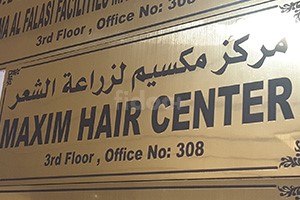 MA AL FALASI FACILITIES
3rd Floor, Office No: 308
مركز مكسيم لزراعة الشعر
MAXIM HAIR CENTER
3rd Floor , Office No: 308